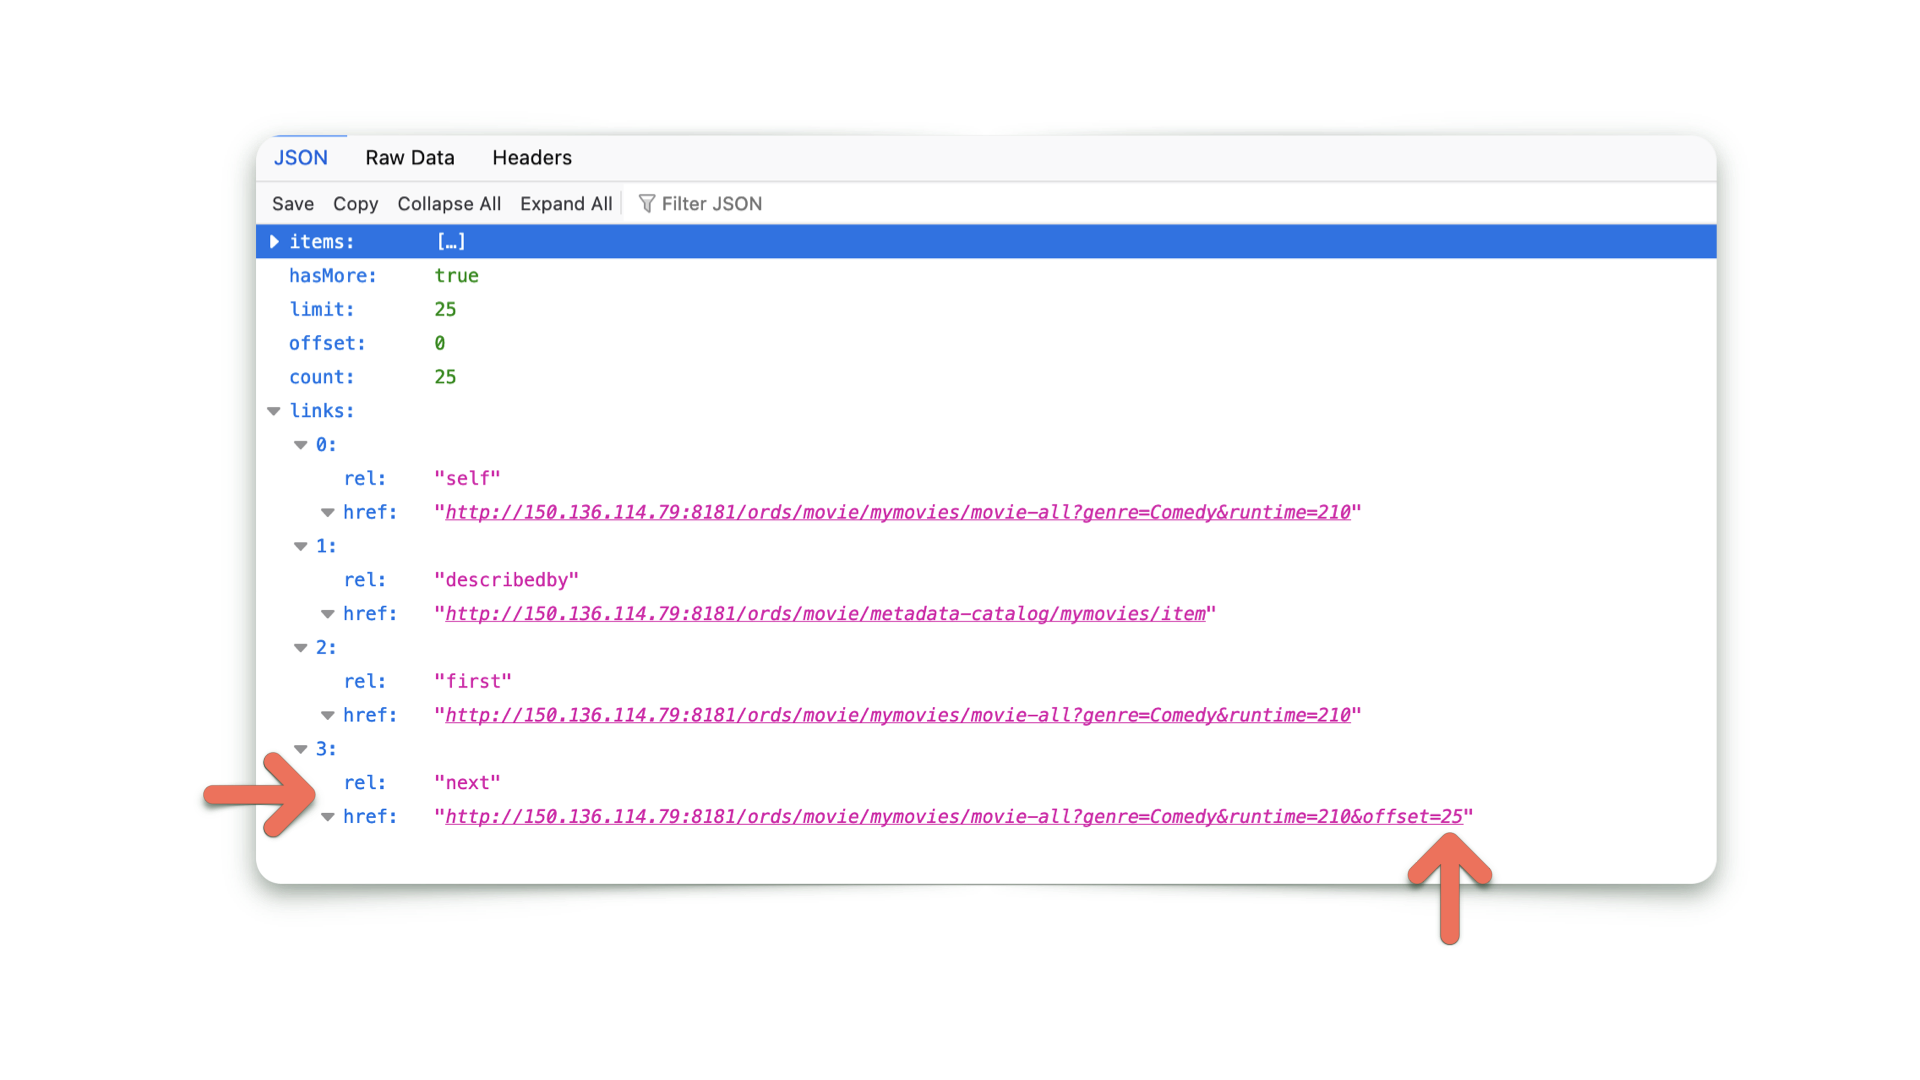 JSON Raw Data Headers
Save Copy Collapse All Expand All Filter JSON
items: […]
hasMore: true
limit: 25
offset: 0
count: 25
links:
0:
rel: "self"
href: "http://150.136.114.79:8181/ords/movie/mymovies/movie-all?genre=Comedy&runtime=210"
1:
rel: "describedby"
href: "http://150.136.114.79:8181/ords/movie/metadata-catalog/mymovies/item"
2:
rel: "first"
href: "http://150.136.114.79:8181/ords/movie/mymovies/movie-all?genre=Comedy&runtime=210"
3:
rel: "next"
href: "http://150.136.114.79:8181/ords/movie/mymovies/movie-all?genre=Comedy&runtime=210&offset=25"